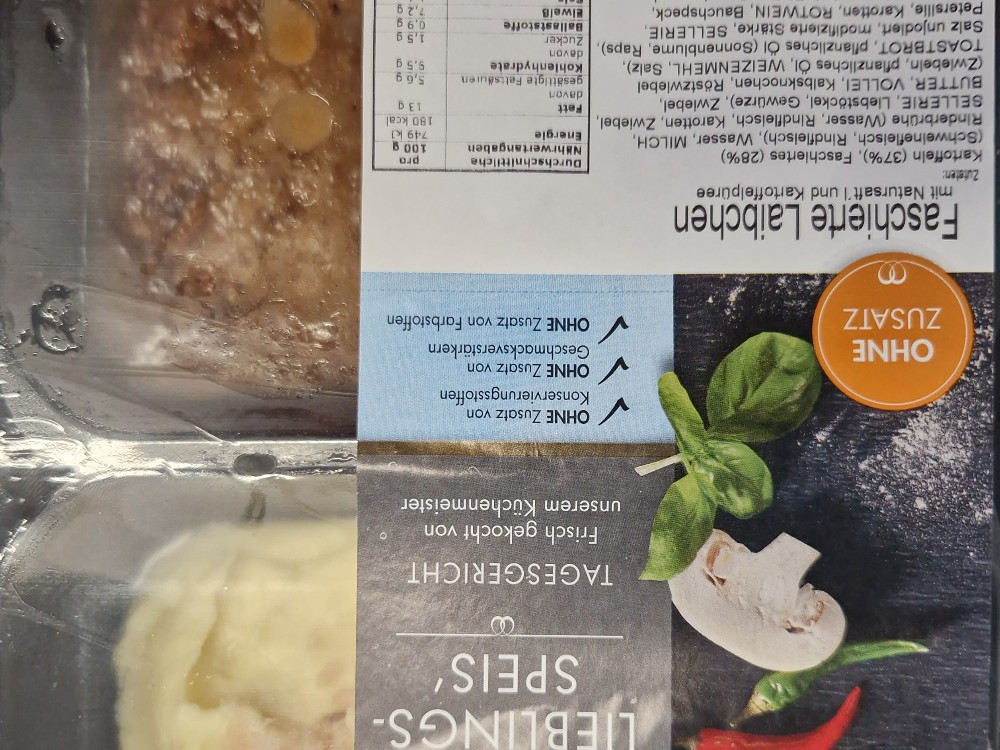 LIEBLINGS-
SPEIS'
TAGESGERICHT
Frisch gekocht von
unserem Küchenmeister
OHNE Zusatz von
Konservierungsstoffen
OHNE Zusatz von
Geschmacksverstärkern
OHNE Zusatz von Farbstoffen
OHNE
ZUSATZ
Faschierte Laibchen
mit Natursaft'l und Kartoffelpüree
Zutaten:
Kartoffeln (37%), Faschiertes (28%)
(Schweinefleisch, Rindfleisch), Wasser, MILCH,
Rinderbrühe (Wasser, Rindfleisch, Karotten, Zwiebel,
SELLERIE, Liebstöckel, Gewürze), Zwiebel,
BUTTER, VOLLEI, Kalbsknochen, Röstzwiebel
(Zwiebeln, pflanzliches Öl, WEIZENMEHL, Salz),
TOASTBROT, pflanzliches Öl (Sonnenblume, Raps),
Salz unjodiert, modifizierte Stärke, SELLERIE,
Petersilie, Karotten, ROTWEIN, Bauchspeck,
Durchschnittliche pro
Nährwertangaben 100 g
Energie 749 kJ
180 kcal
Fett 13 g
davon
gesättigte Fettsäuren 5,6 g
Kohlenhydrate 5,5 g
davon
Zucker 1,5 g
Ballaststoffe 0,9 g
Eiweiß 7,2 g